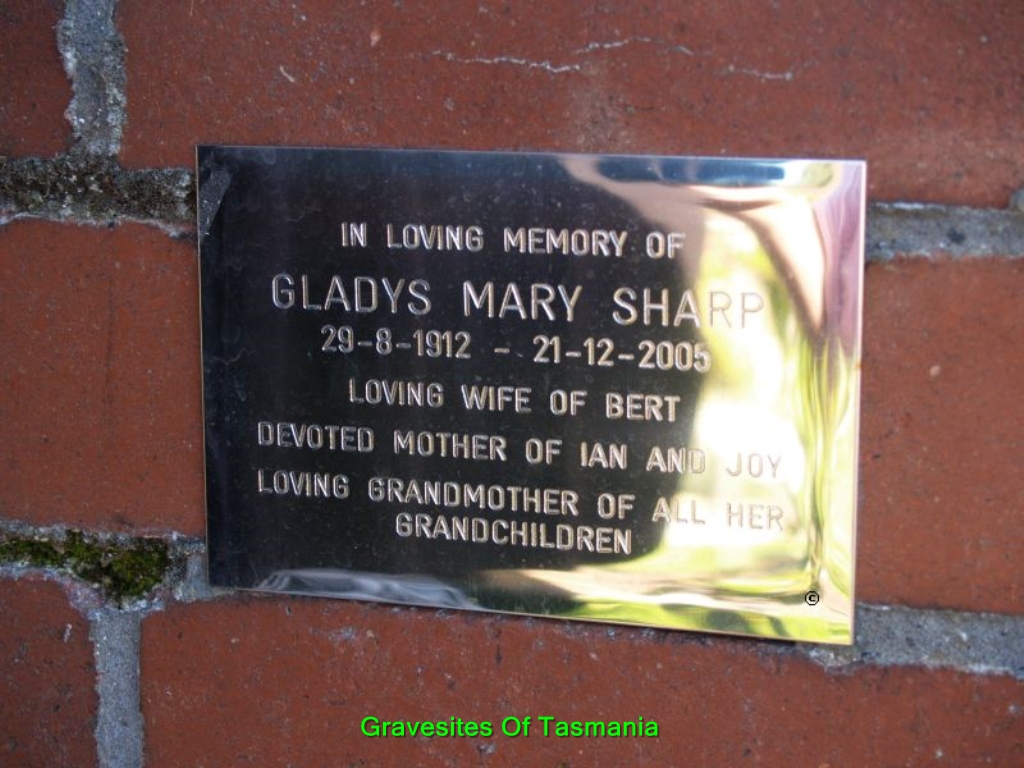 IN LOVING MEMORY OF
GLADYS MARY SHARP
29-8-1912 - 21-12-2005
LOVING WIFE OF BERT
DEVOTED MOTHER OF IAN AND JOY
LOVING GRANDMOTHER OF ALL HER
GRANDCHILDREN
©
Gravesites Of Tasmania